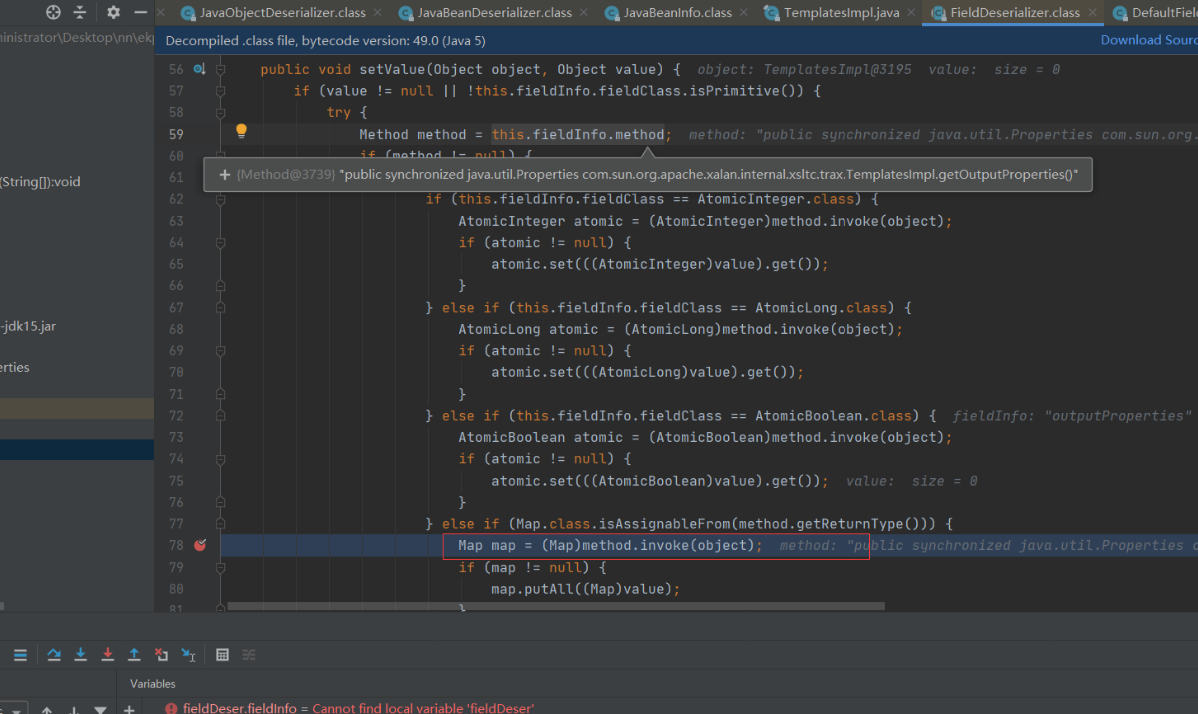 JavaObjectDeserializer.class JavaBeanDeserializer.class JavaBeanInfo.class TemplatesImpl.java FieldDeserializer.class DefaultFiel
ministrator\Desktop\nn\ekp
Decompiled .class file, bytecode version: 49.0 (Java 5) Download Sourc
56 public void setValue(Object object, Object value) { object: TemplatesImpl@3195 value: size = 0
57 if (value != null || !this.fieldInfo.fieldClass.isPrimitive()) {
58 try {
59 Method method = this.fieldInfo.method; method: "public synchronized java.util.Properties com.sun.org.
60 if (method != null) {
(String[]):void
61 {Method@3739} "public synchronized java.util.Properties com.sun.org.apache.xalan.internal.xsltc.trax.TemplatesImpl.getOutputProperties()"
62 if (this.fieldInfo.fieldClass == AtomicInteger.class) {
63 AtomicInteger atomic = (AtomicInteger)method.invoke(object);
64 if (atomic != null) {
65 atomic.set(((AtomicInteger)value).get());
66 }
67 } else if (this.fieldInfo.fieldClass == AtomicLong.class) {
-jdk15.jar
68 AtomicLong atomic = (AtomicLong)method.invoke(object);
69 if (atomic != null) {
erties
70 atomic.set(((AtomicLong)value).get());
71 }
72 } else if (this.fieldInfo.fieldClass == AtomicBoolean.class) { fieldInfo: "outputProperties"
73 AtomicBoolean atomic = (AtomicBoolean)method.invoke(object);
74 if (atomic != null) {
75 atomic.set(((AtomicBoolean)value).get()); value: size = 0
76 }
77 } else if (Map.class.isAssignableFrom(method.getReturnType())) {
78 Map map = (Map)method.invoke(object); method: "public synchronized java.util.Properties c
79 if (map != null) {
80 map.putAll((Map)value);
81 }
Variables
fieldDeser.fieldInfo = Cannot find local variable 'fieldDeser'